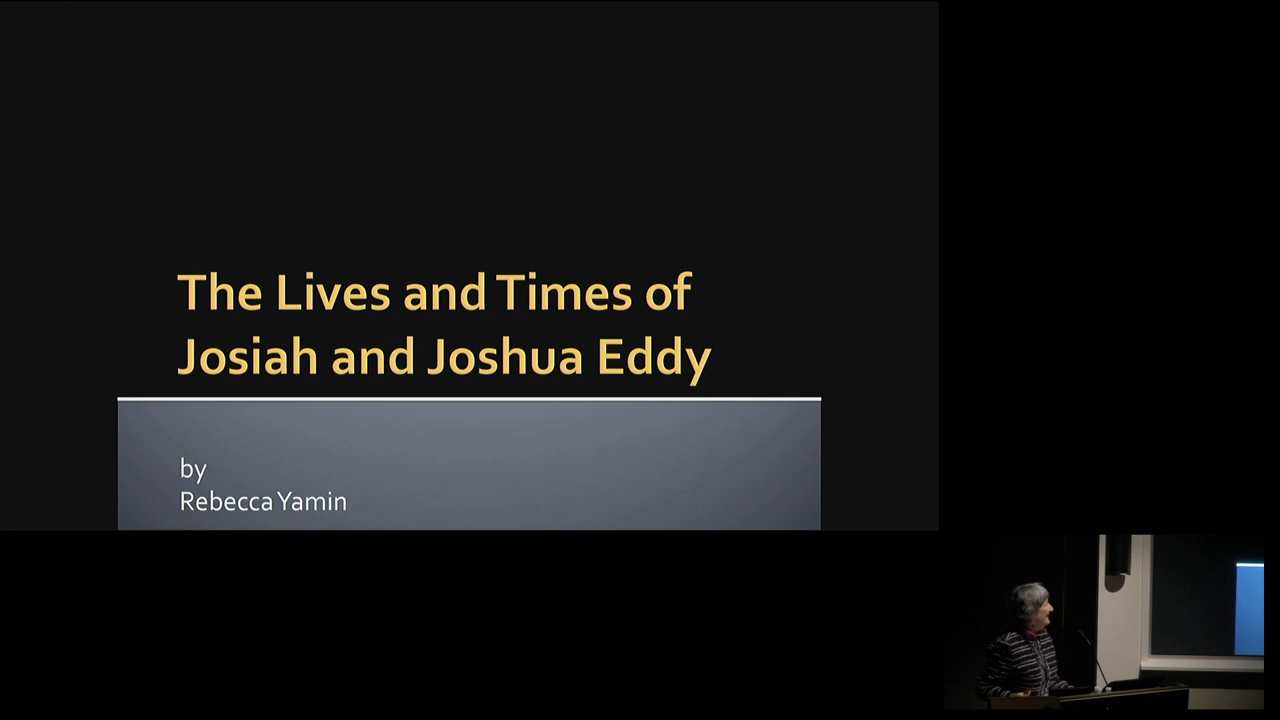 The Lives and Times of
Josiah and Joshua Eddy
by
Rebecca Yamin